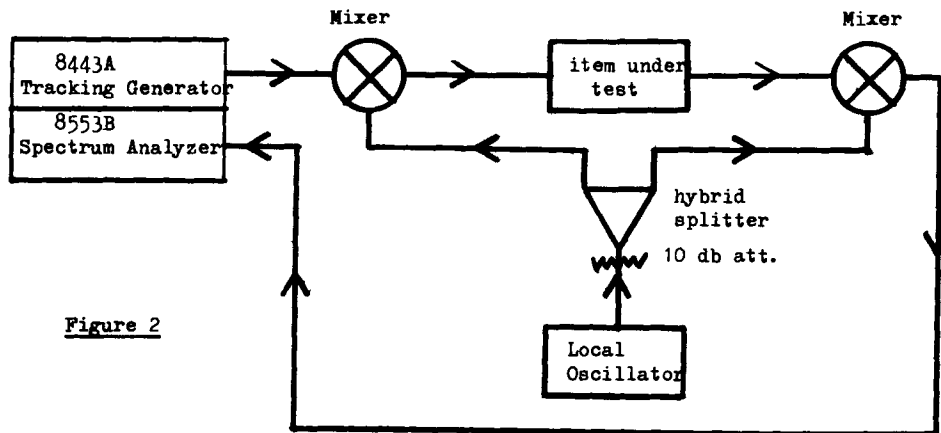 Mixer
Mixer
8443A
Tracking Generator
8553B
Spectrum Analyzer
item under
test
hybrid
splitter
10 db att.
Local
Oscillator
Figure 2